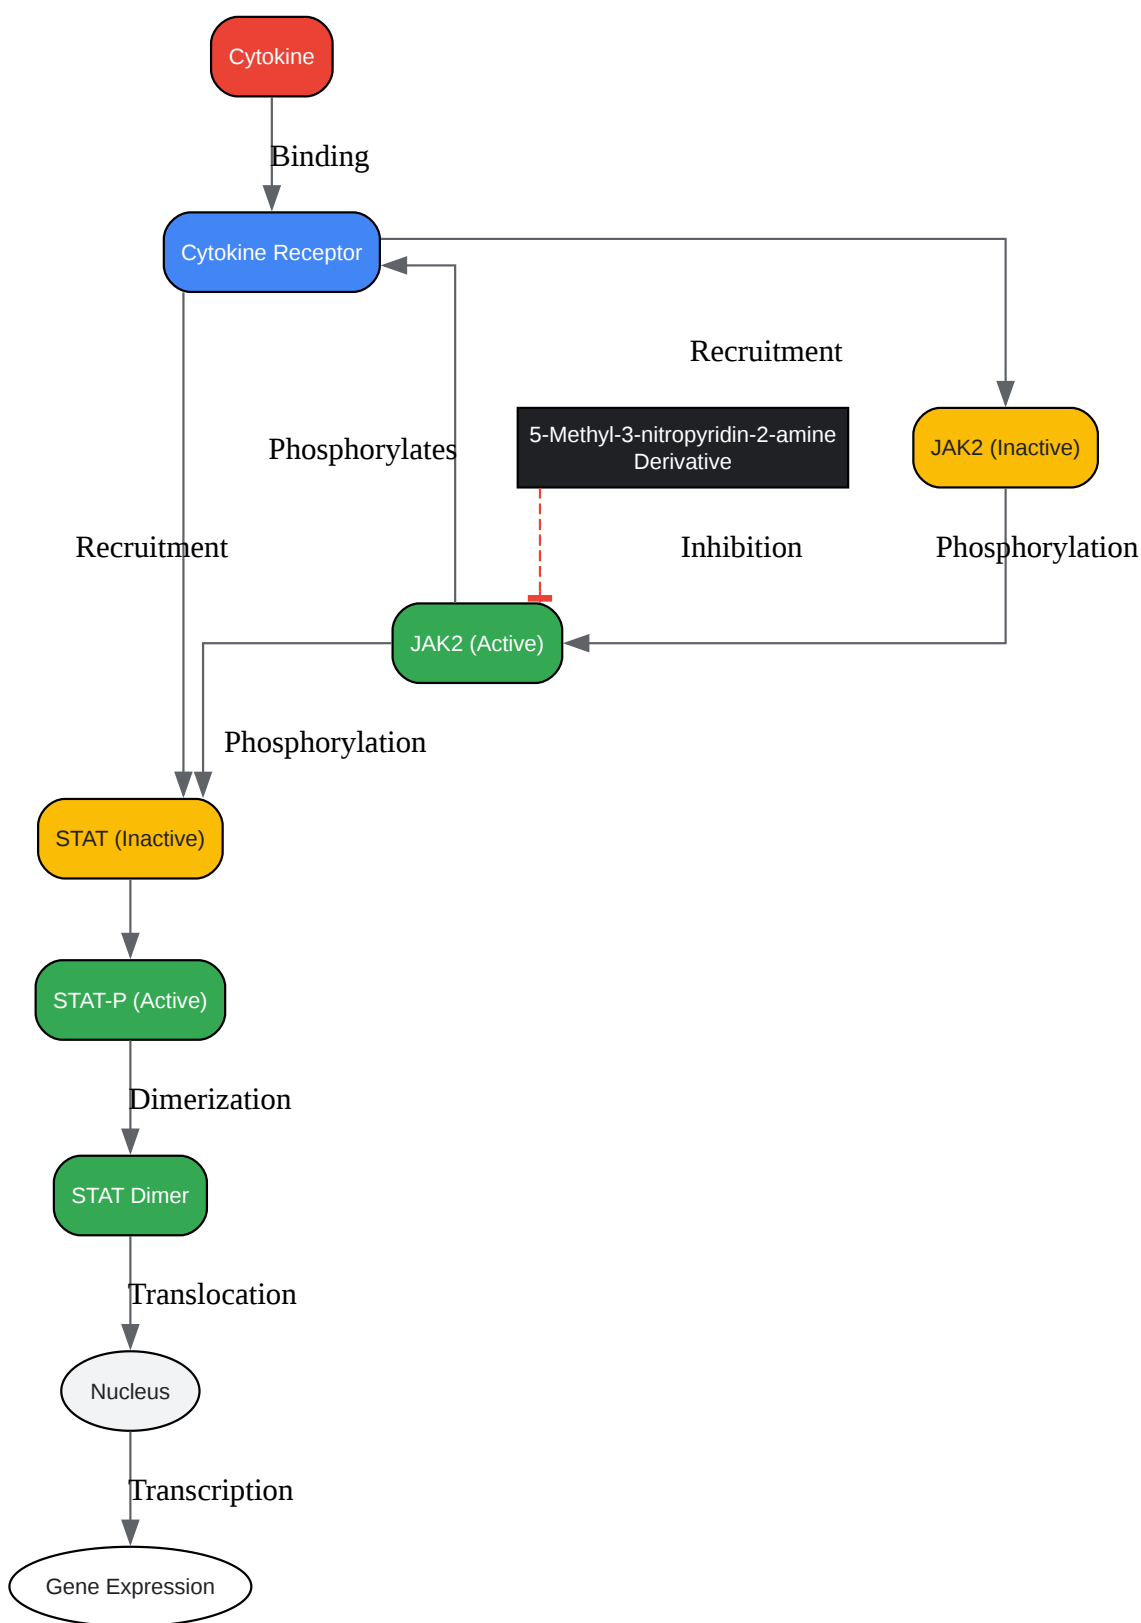 Cytokine
Binding
Cytokine Receptor
Recruitment
5-Methyl-3-nitropyridin-2-amine
Derivative
JAK2 (Inactive)
Phosphorylates
Recruitment
Inhibition
Phosphorylation
JAK2 (Active)
Phosphorylation
STAT (Inactive)
STAT-P (Active)
Dimerization
STAT Dimer
Translocation
Nucleus
Transcription
Gene Expression